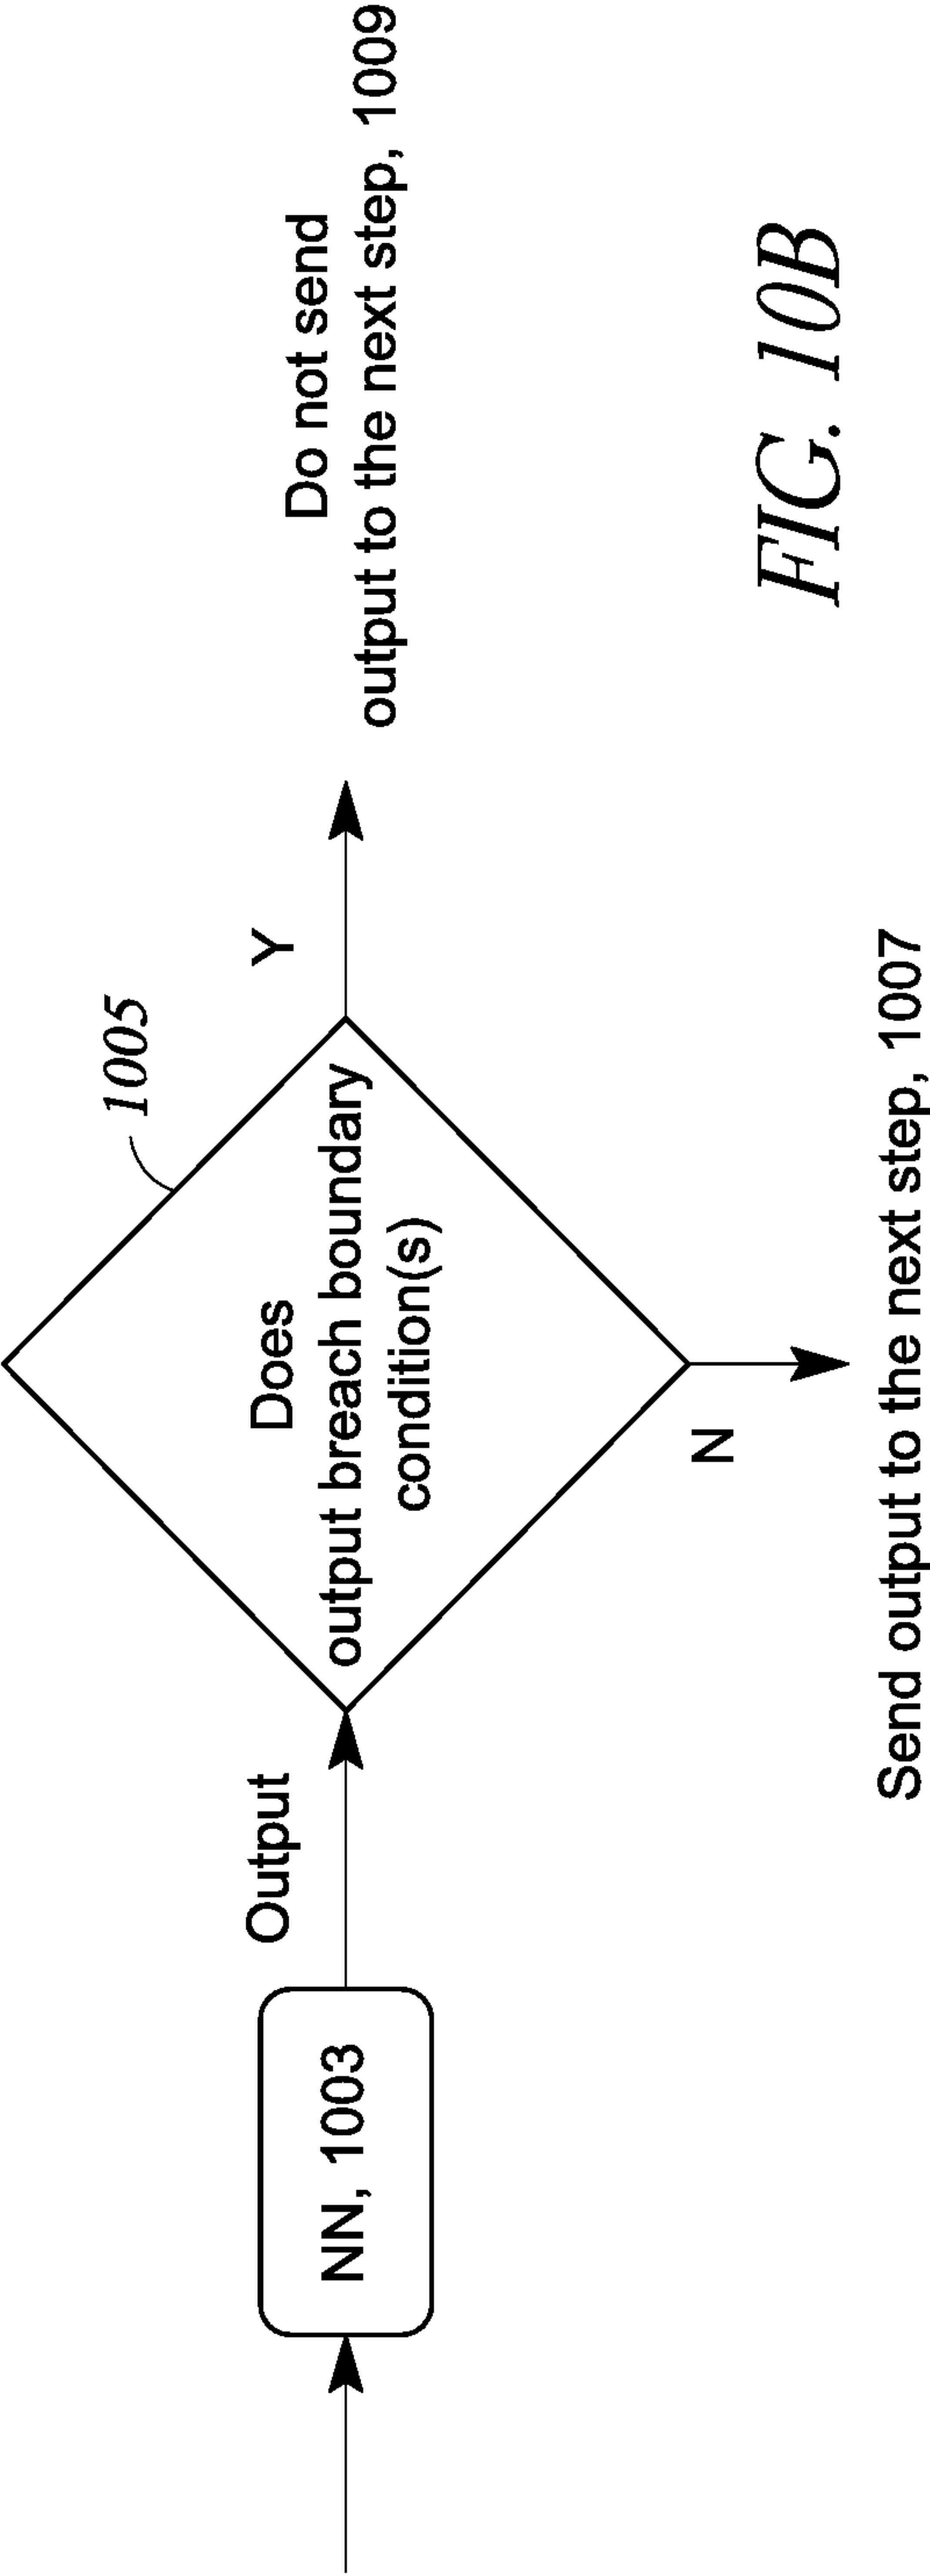 NN, 1003
Output
1005
Does
output breach boundary
condition(s)
Y
Do not send
output to the next step, 1009
N
Send output to the next step, 1007
FIG. 10B